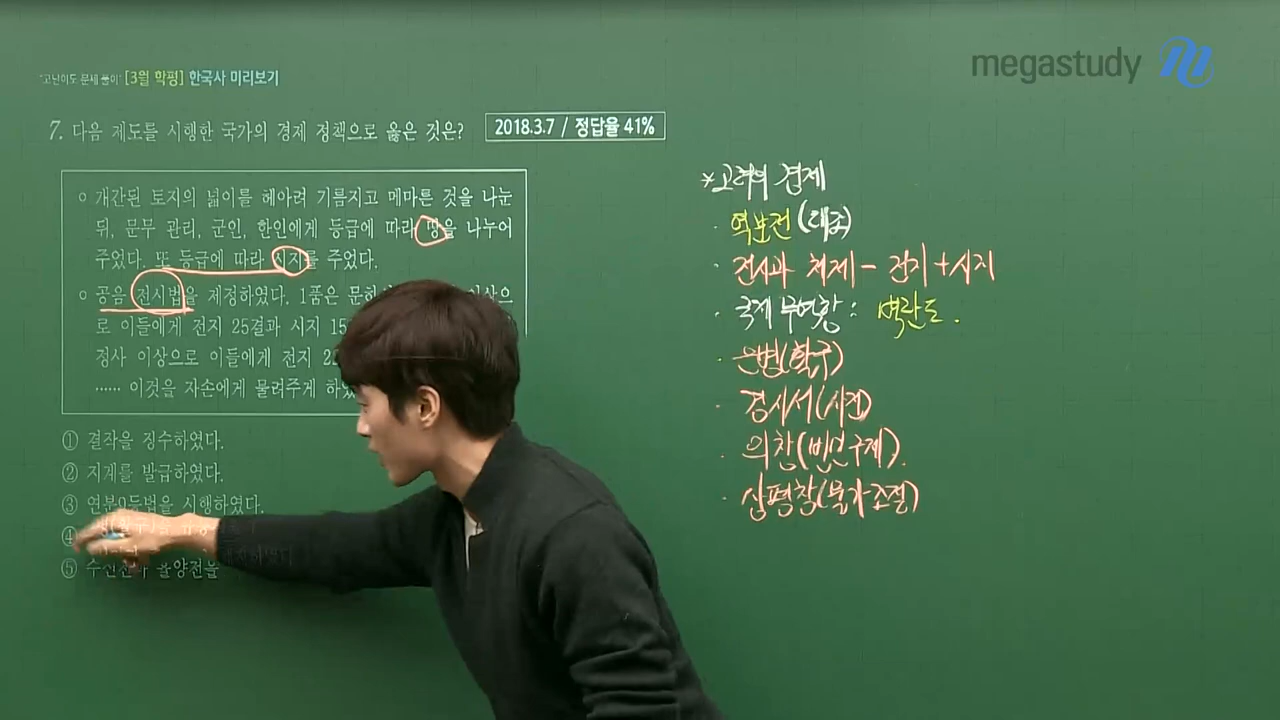 "고난이도 문제 풀이" [3월 학평] 한국사 미리보기
megastudy
7. 다음 제도를 시행한 국가의 경제 정책으로 옳은 것은?
2018.3.7 / 정답율 41%
○ 개간된 토지의 넓이를 헤아려 기름지고 메마른 것을 나눈
뒤, 문무 관리, 군인, 한인에게 등급에 따라 땅을 나누어
주었다. 또 등급에 따라 시지를 주었다.
○ 공음 전시법을 제정하였다. 1품은 문하
로 이들에게 전지 25결과 시지 15
정사 이상으로 이들에게 전지 22
…… 이것을 자손에게 물려주게 하였
① 결작을 징수하였다.
② 지계를 발급하였다.
③ 연분9등법을 시행하였다.
④
⑤ 수신전과 휼양전을
*고려의 경제
· 역분전(태조)
· 전시과 체제 - 전지+시지
· 국제 무역항 : 벽란도.
· 은병(활구)
· 경시서(시전)
· 의창(빈민구제).
· 상평창(물가조절)